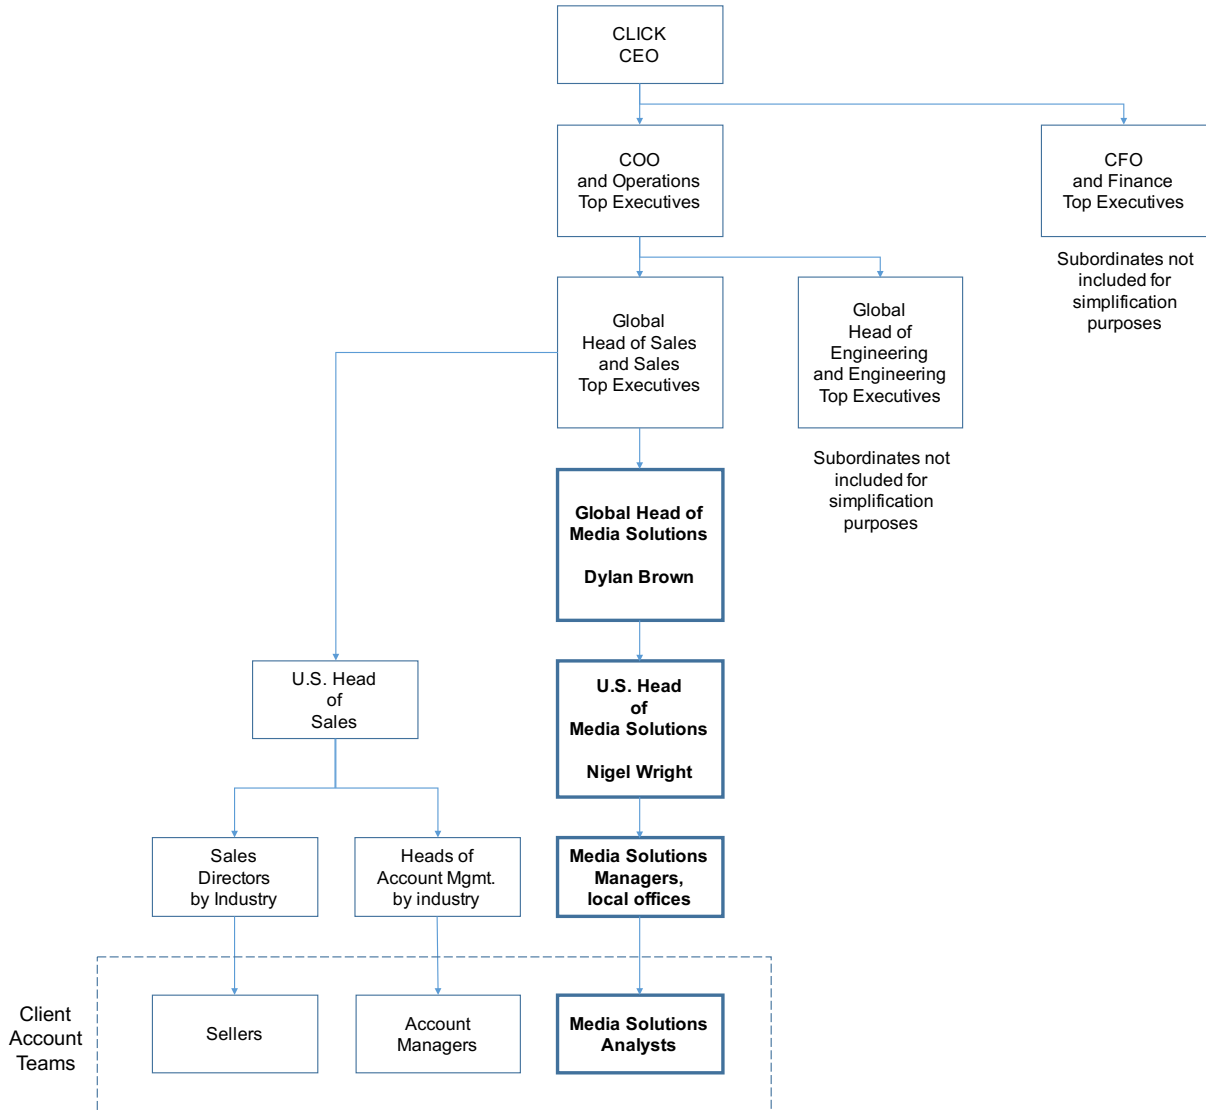 CLICK
CEO
COO
and Operations
Top Executives
CFO
and Finance
Top Executives
Subordinates not
included for
simplification
purposes
Global
Head of Sales
and Sales
Top Executives
Global
Head of
Engineering
and Engineering
Top Executives
Subordinates not
included for
simplification
purposes
Global Head of
Media Solutions
Dylan Brown
U.S. Head
of
Sales
U.S. Head
of
Media Solutions
Nigel Wright
Sales
Directors
by Industry
Heads of
Account Mgmt.
by industry
Media Solutions
Managers,
local offices
Client
Account
Teams
Sellers
Account
Managers
Media Solutions
Analysts